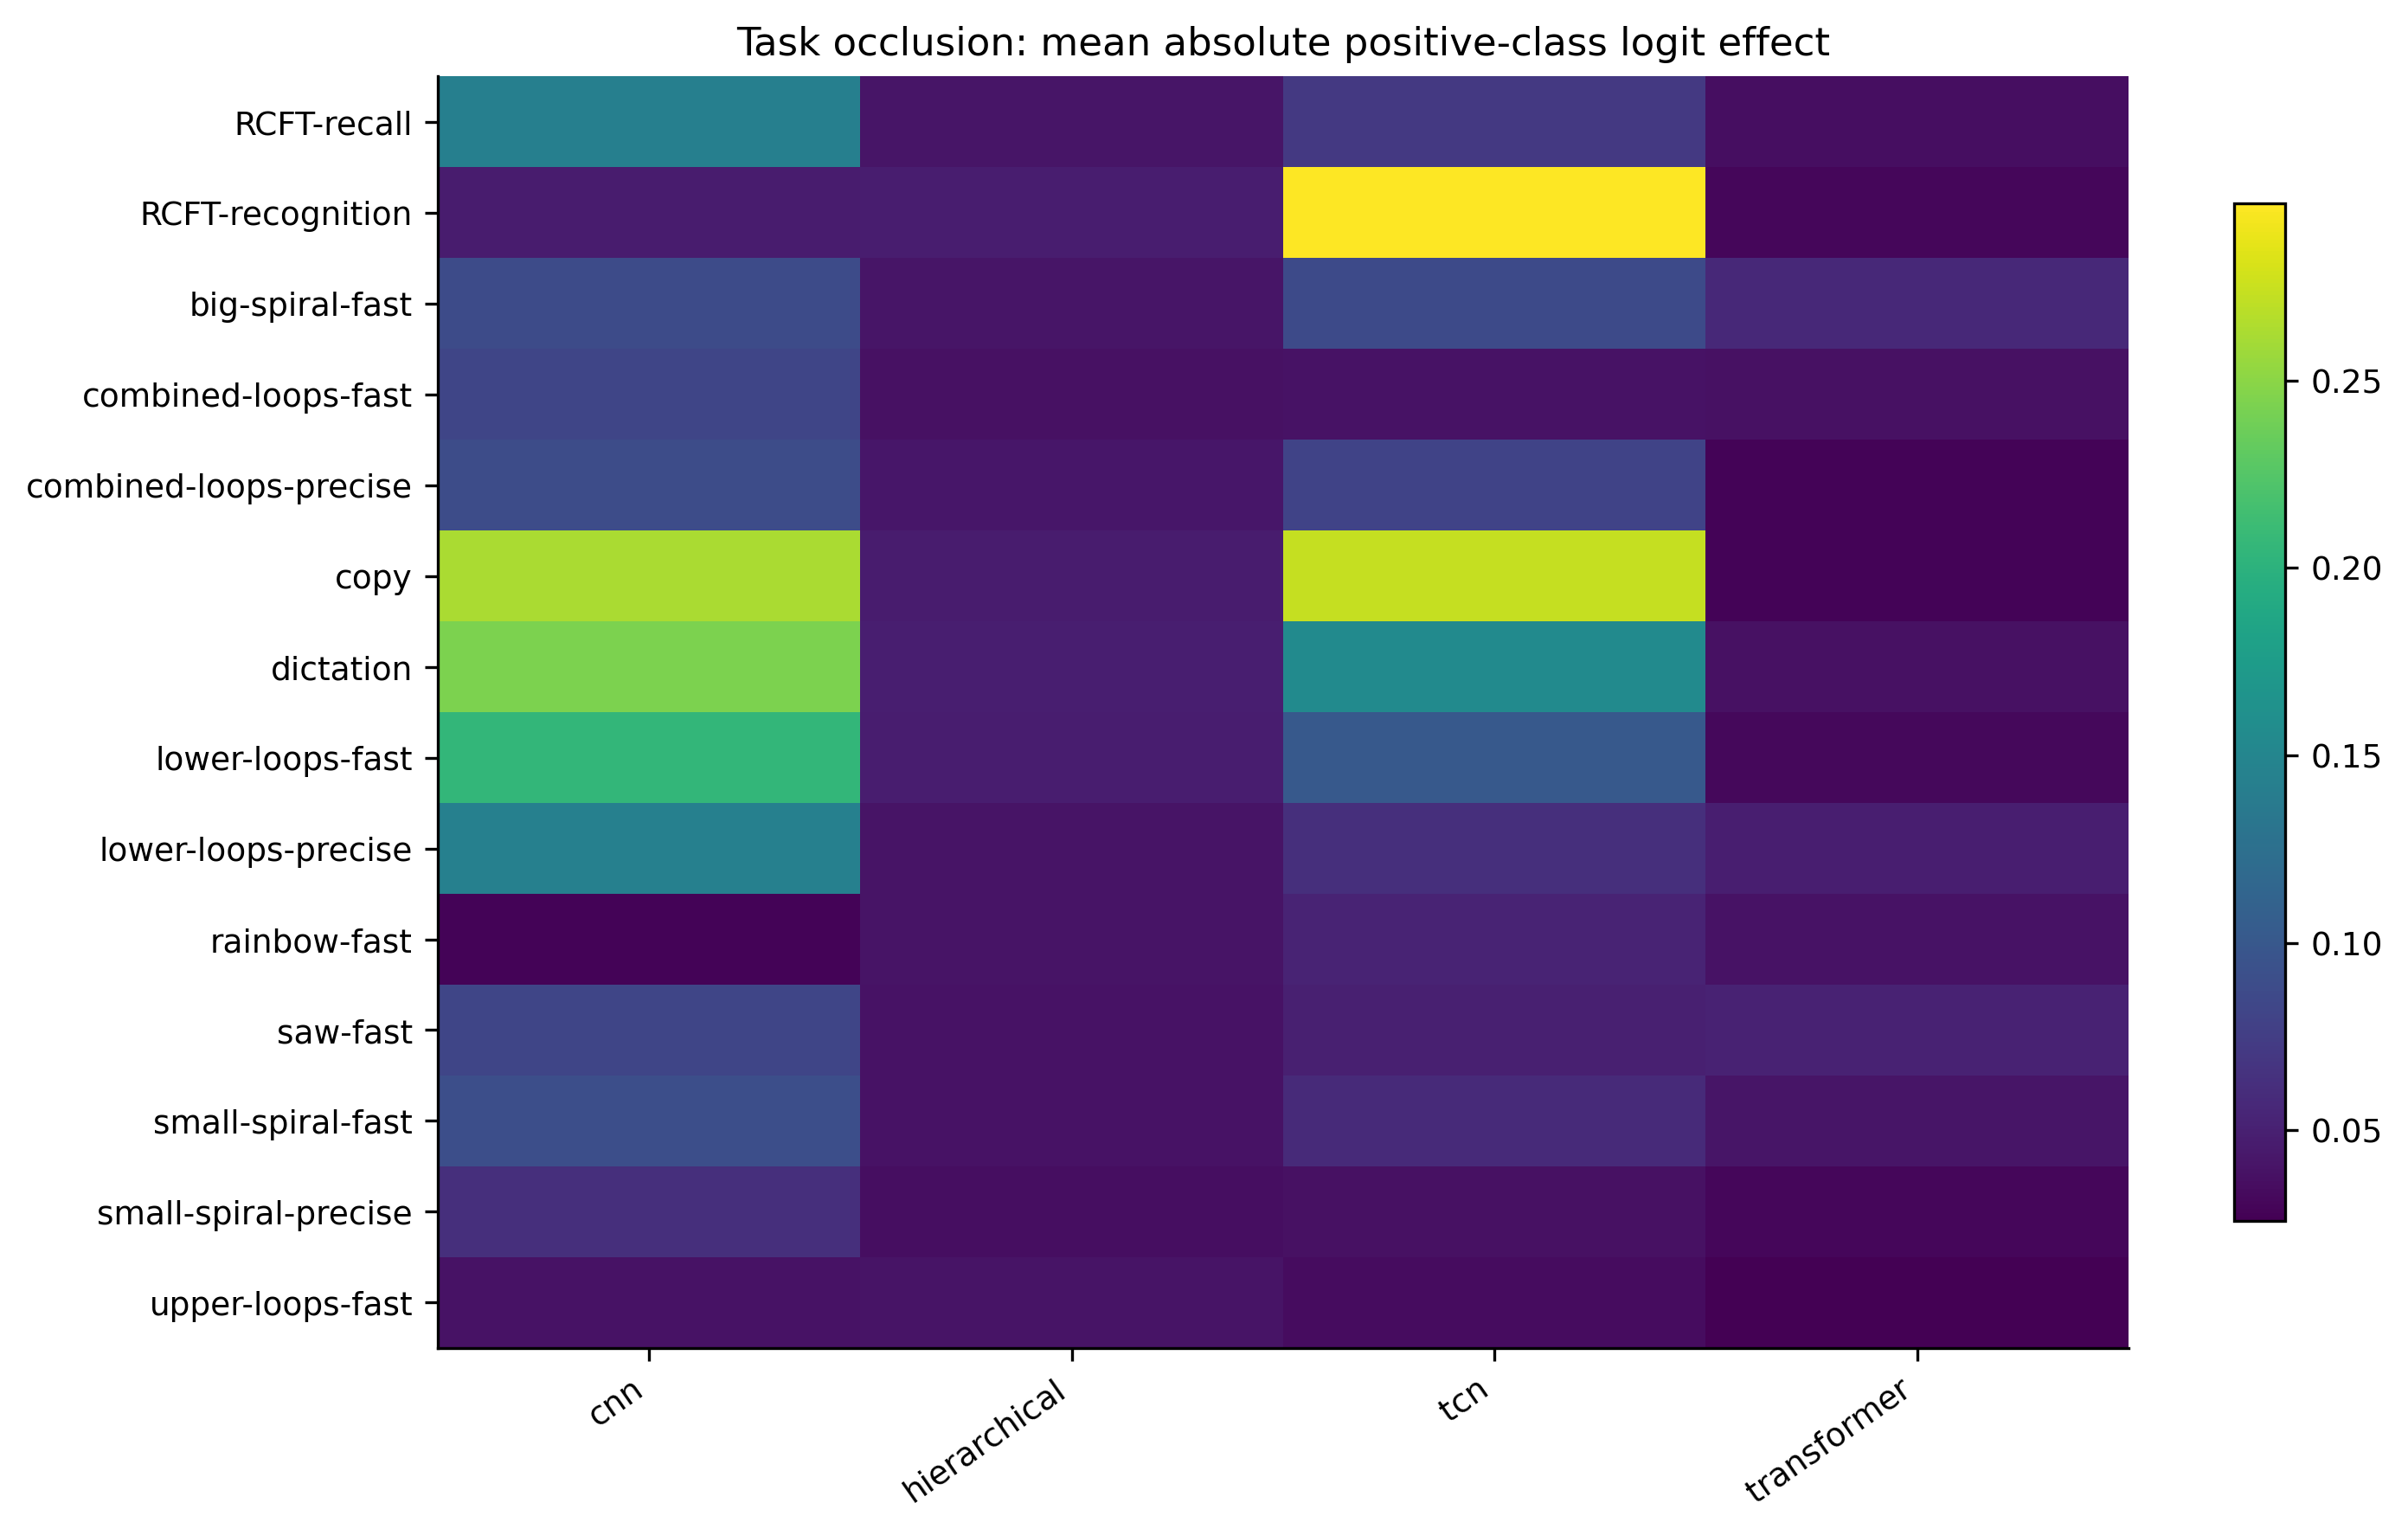 Task occlusion: mean absolute positive-class logit effect
RCFT-recall
RCFT-recognition
big-spiral-fast
combined-loops-fast
combined-loops-precise
copy
dictation
lower-loops-fast
lower-loops-precise
rainbow-fast
saw-fast
small-spiral-fast
small-spiral-precise
upper-loops-fast
cnn
hierarchical
tcn
transformer
0.25
0.20
0.15
0.10
0.05